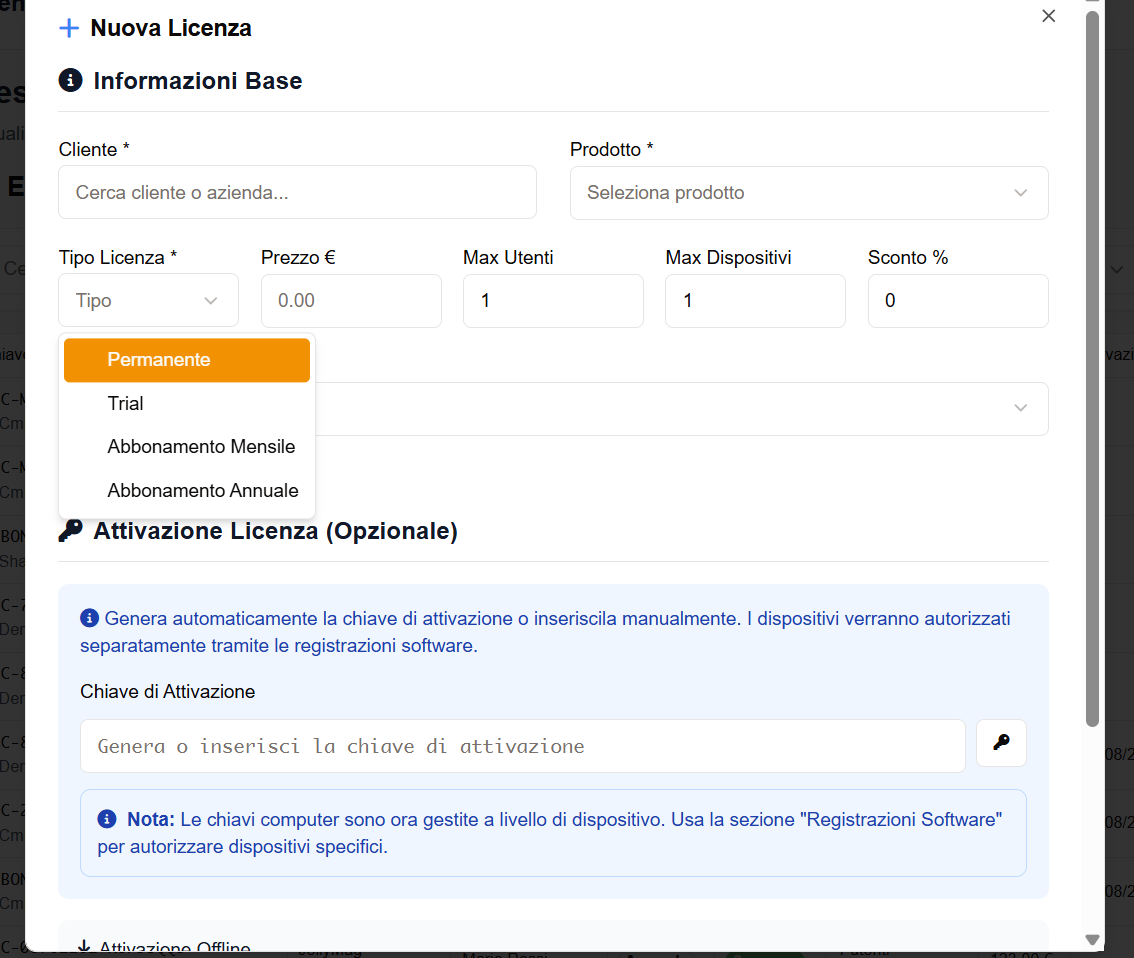 Nuova Licenza
Informazioni Base
Cliente *
Prodotto *
Cerca cliente o azienda...
Seleziona prodotto
Tipo Licenza *
Prezzo €
Max Utenti
Max Dispositivi
Sconto %
Tipo
0.00
1
1
0
Permanente
Trial
Abbonamento Mensile
Abbonamento Annuale
Attivazione Licenza (Opzionale)
Genera automaticamente la chiave di attivazione o inseriscila manualmente. I dispositivi verranno autorizzati
separatamente tramite le registrazioni software.
Chiave di Attivazione
Genera o inserisci la chiave di attivazione
Nota: Le chiavi computer sono ora gestite a livello di dispositivo. Usa la sezione "Registrazioni Software"
per autorizzare dispositivi specifici.
Attivazione Offline